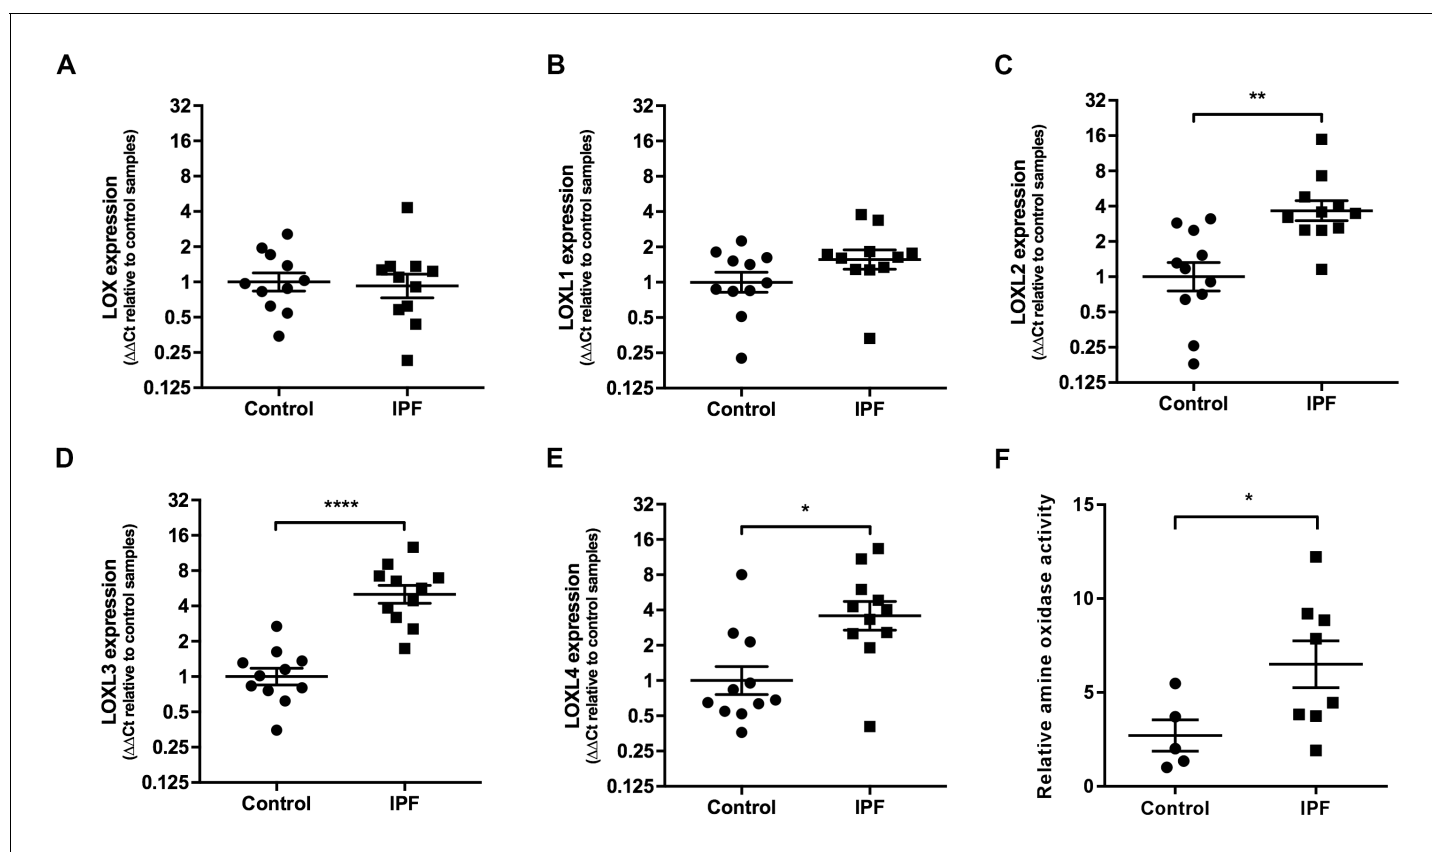 A
LOX expression
(ΔΔCt relative to control samples)
32
16
8
4
2
1
0.5
0.25
0.125
Control
IPF
B
LOXL1 expression
(ΔΔCt relative to control samples)
32
16
8
4
2
1
0.5
0.25
0.125
Control
IPF
C
LOXL2 expression
(ΔΔCt relative to control samples)
32
16
8
4
2
1
0.5
0.25
0.125
**
Control
IPF
D
LOXL3 expression
(ΔΔCt relative to control samples)
32
16
8
4
2
1
0.5
0.25
0.125
****
Control
IPF
E
LOXL4 expression
(ΔΔCt relative to control samples)
32
16
8
4
2
1
0.5
0.25
0.125
*
Control
IPF
F
Relative amine oxidase activity
15
10
5
0
*
Control
IPF